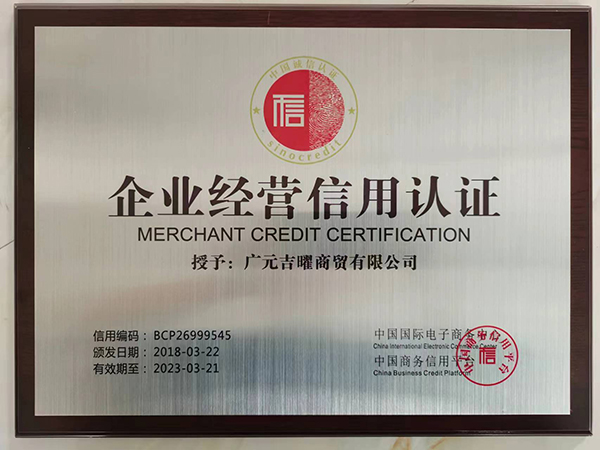 中国诚信认证
信
sinocredit
企业经营信用认证
MERCHANT CREDIT CERTIFICATION
授予：广元吉曜商贸有限公司
信用编码： BCP26999545
颁发日期： 2018-03-22
有效期至： 2023-03-21
中国国际电子商务中心
China International Electronic Commerce Center
中国商务信用平台
China Business Credit Platform
信